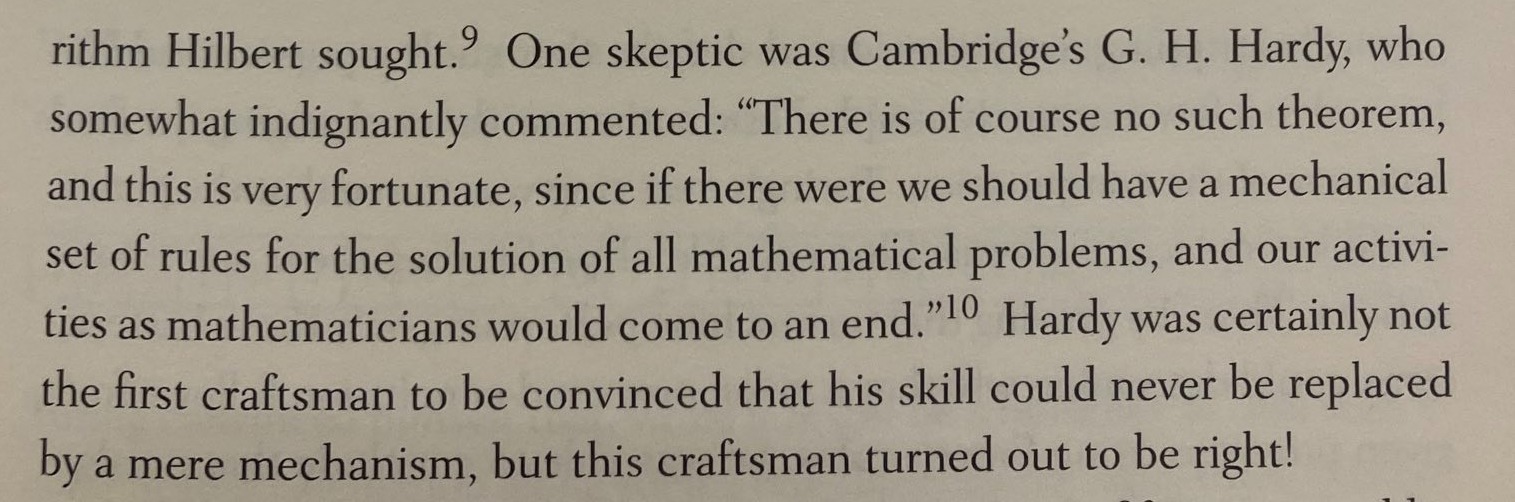 rithm Hilbert sought.9 One skeptic was Cambridge’s G. H. Hardy, who
somewhat indignantly commented: “There is of course no such theorem,
and this is very fortunate, since if there were we should have a mechanical
set of rules for the solution of all mathematical problems, and our activi-
ties as mathematicians would come to an end.”10 Hardy was certainly not
the first craftsman to be convinced that his skill could never be replaced
by a mere mechanism, but this craftsman turned out to be right!